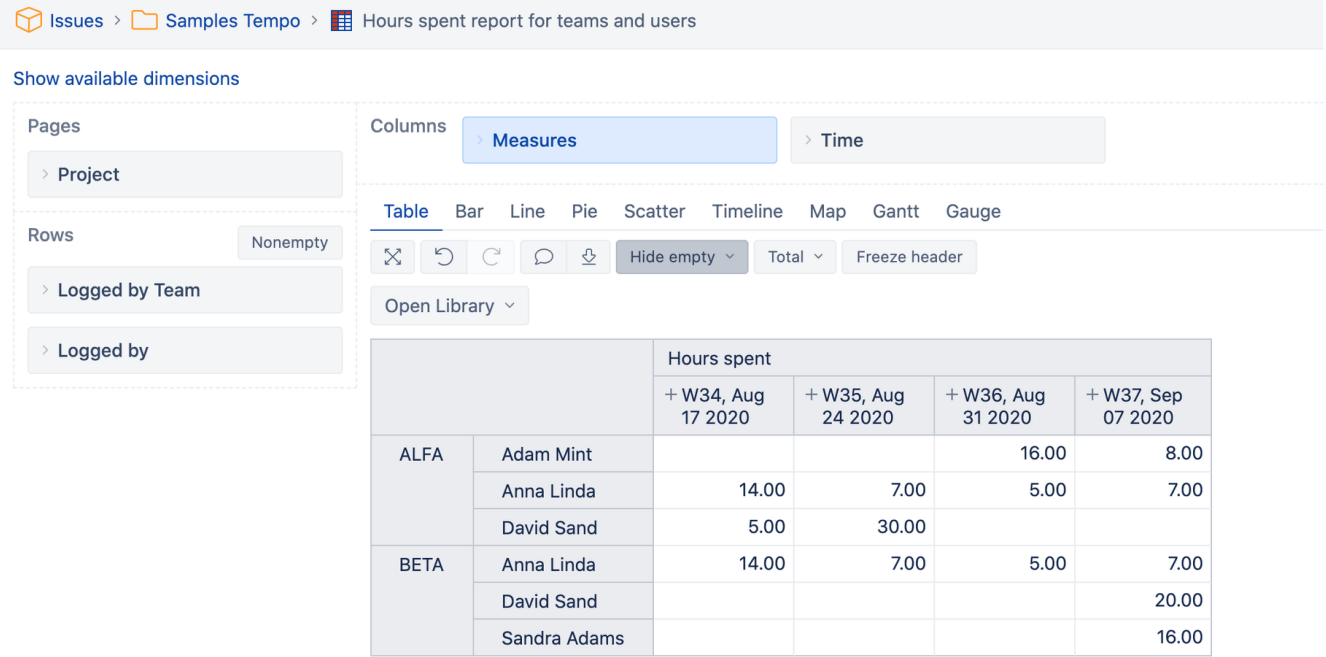 Issues > Samples Tempo > Hours spent report for teams and users
Show available dimensions
Pages
Project
Rows
Nonempty
Logged by Team
Logged by
Columns
Measures
Time
Table Bar Line Pie Scatter Timeline Map Gantt Gauge
Hide empty Total Freeze header
Open Library
Hours spent
+ W34, Aug 17 2020 + W35, Aug 24 2020 + W36, Aug 31 2020 + W37, Sep 07 2020
ALFA Adam Mint 16.00 8.00
Anna Linda 14.00 7.00 5.00 7.00
David Sand 5.00 30.00
BETA Anna Linda 14.00 7.00 5.00 7.00
David Sand 20.00
Sandra Adams 16.00